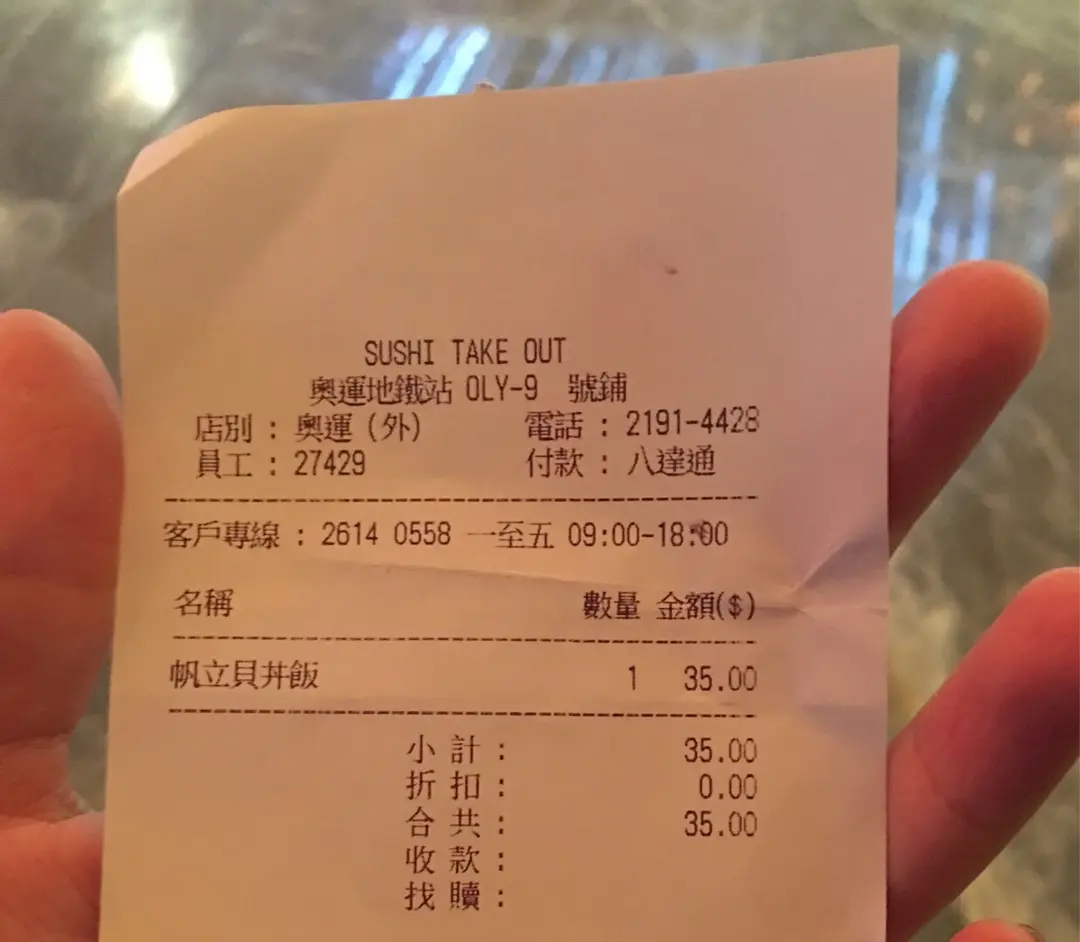 SUSHI TAKE OUT
奧運地鐵站 OLY-9 號鋪
店別 : 奧運 (外) 電話 : 2191-4428
員工 : 27429 付款 : 八達通
客戶專線 : 2614 0558 一至五 09:00-18:00
名稱 數量 金額($)
帆立貝丼飯 1 35.00
小 計 : 35.00
折 扣 : 0.00
合 共 : 35.00
收 款 :
找 贖 :